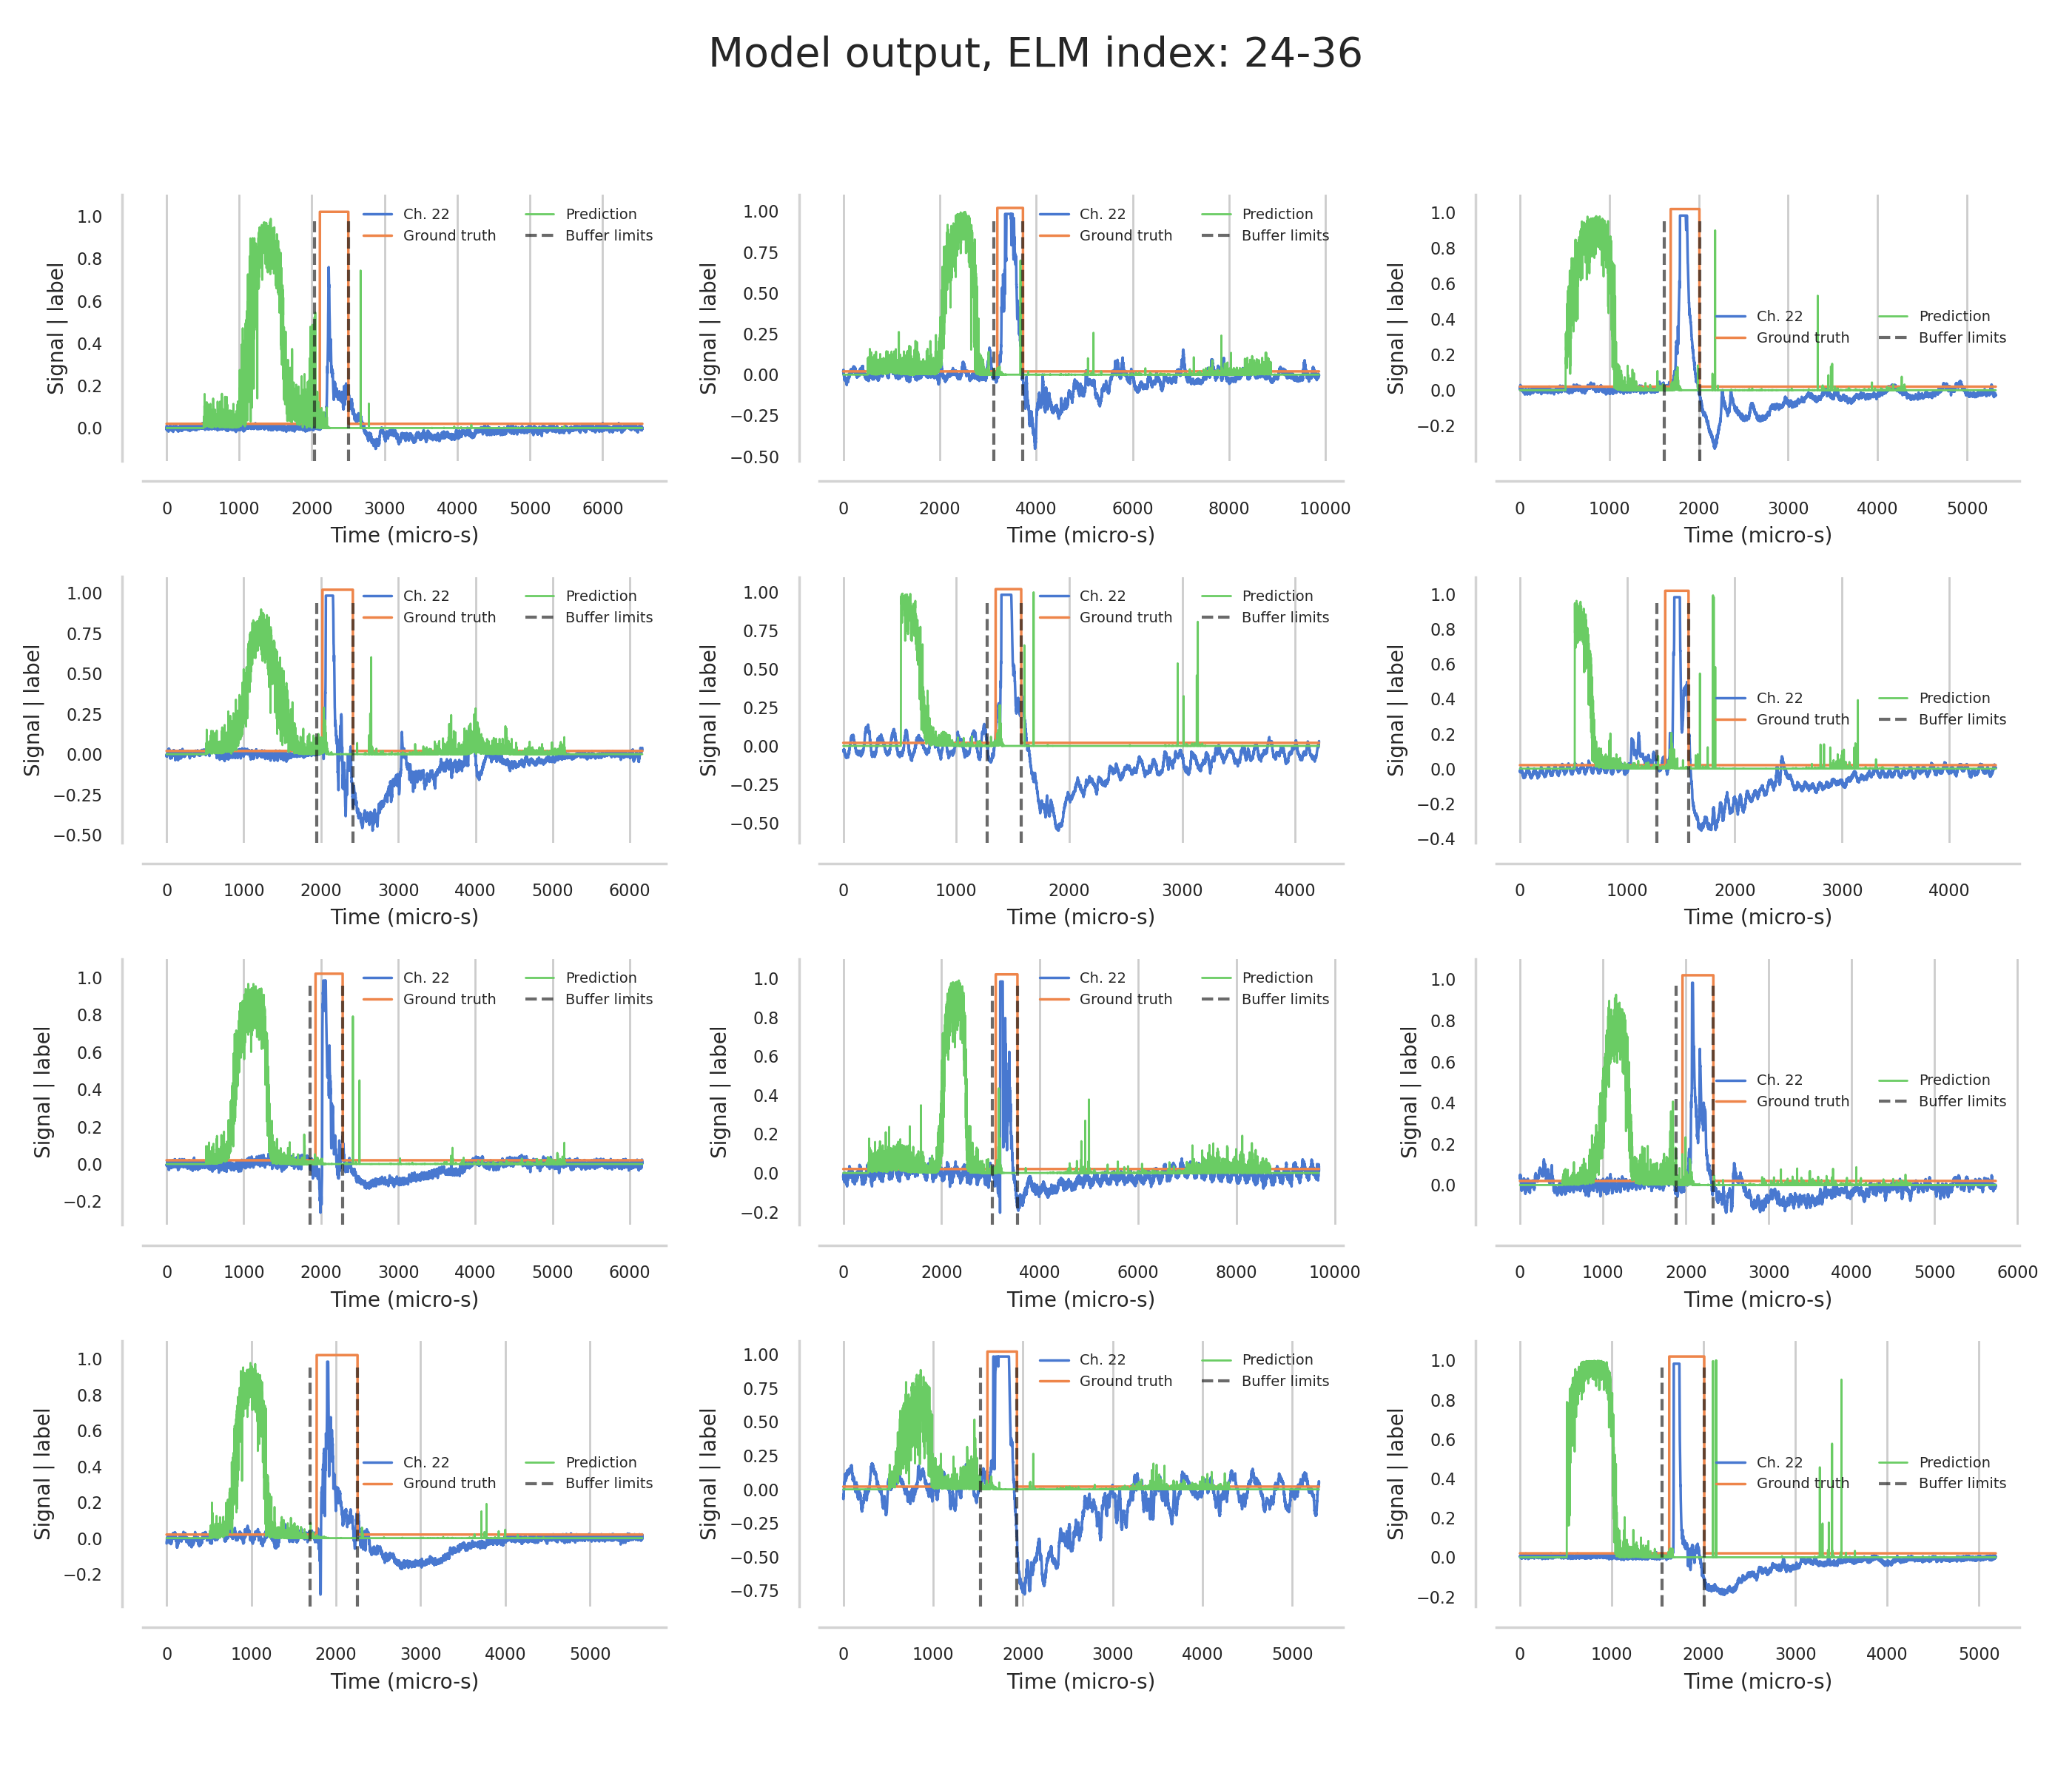 Model output, ELM index: 24-36
Signal | label
1.0
0.8
0.6
0.4
0.2
0.0
Ch. 22
Ground truth
Prediction
Buffer limits
0 1000 2000 3000 4000 5000 6000
Time (micro-s)
Signal | label
1.00
0.75
0.50
0.25
0.00
−0.25
−0.50
Ch. 22
Ground truth
Prediction
Buffer limits
0 2000 4000 6000 8000 10000
Time (micro-s)
Signal | label
1.0
0.8
0.6
0.4
0.2
0.0
−0.2
Ch. 22
Ground truth
Prediction
Buffer limits
0 1000 2000 3000 4000 5000
Time (micro-s)
Signal | label
1.00
0.75
0.50
0.25
0.00
−0.25
−0.50
Ch. 22
Ground truth
Prediction
Buffer limits
0 1000 2000 3000 4000 5000 6000
Time (micro-s)
Signal | label
1.00
0.75
0.50
0.25
0.00
−0.25
−0.50
Ch. 22
Ground truth
Prediction
Buffer limits
0 1000 2000 3000 4000
Time (micro-s)
Signal | label
1.0
0.8
0.6
0.4
0.2
0.0
−0.2
−0.4
Ch. 22
Ground truth
Prediction
Buffer limits
0 1000 2000 3000 4000
Time (micro-s)
Signal | label
1.0
0.8
0.6
0.4
0.2
0.0
−0.2
Ch. 22
Ground truth
Prediction
Buffer limits
0 1000 2000 3000 4000 5000 6000
Time (micro-s)
Signal | label
1.0
0.8
0.6
0.4
0.2
0.0
−0.2
Ch. 22
Ground truth
Prediction
Buffer limits
0 2000 4000 6000 8000 10000
Time (micro-s)
Signal | label
1.0
0.8
0.6
0.4
0.2
0.0
Ch. 22
Ground truth
Prediction
Buffer limits
0 1000 2000 3000 4000 5000 6000
Time (micro-s)
Signal | label
1.0
0.8
0.6
0.4
0.2
0.0
−0.2
Ch. 22
Ground truth
Prediction
Buffer limits
0 1000 2000 3000 4000 5000
Time (micro-s)
Signal | label
1.00
0.75
0.50
0.25
0.00
−0.25
−0.50
−0.75
Ch. 22
Ground truth
Prediction
Buffer limits
0 1000 2000 3000 4000 5000
Time (micro-s)
Signal | label
1.0
0.8
0.6
0.4
0.2
0.0
−0.2
Ch. 22
Ground truth
Prediction
Buffer limits
0 1000 2000 3000 4000 5000
Time (micro-s)